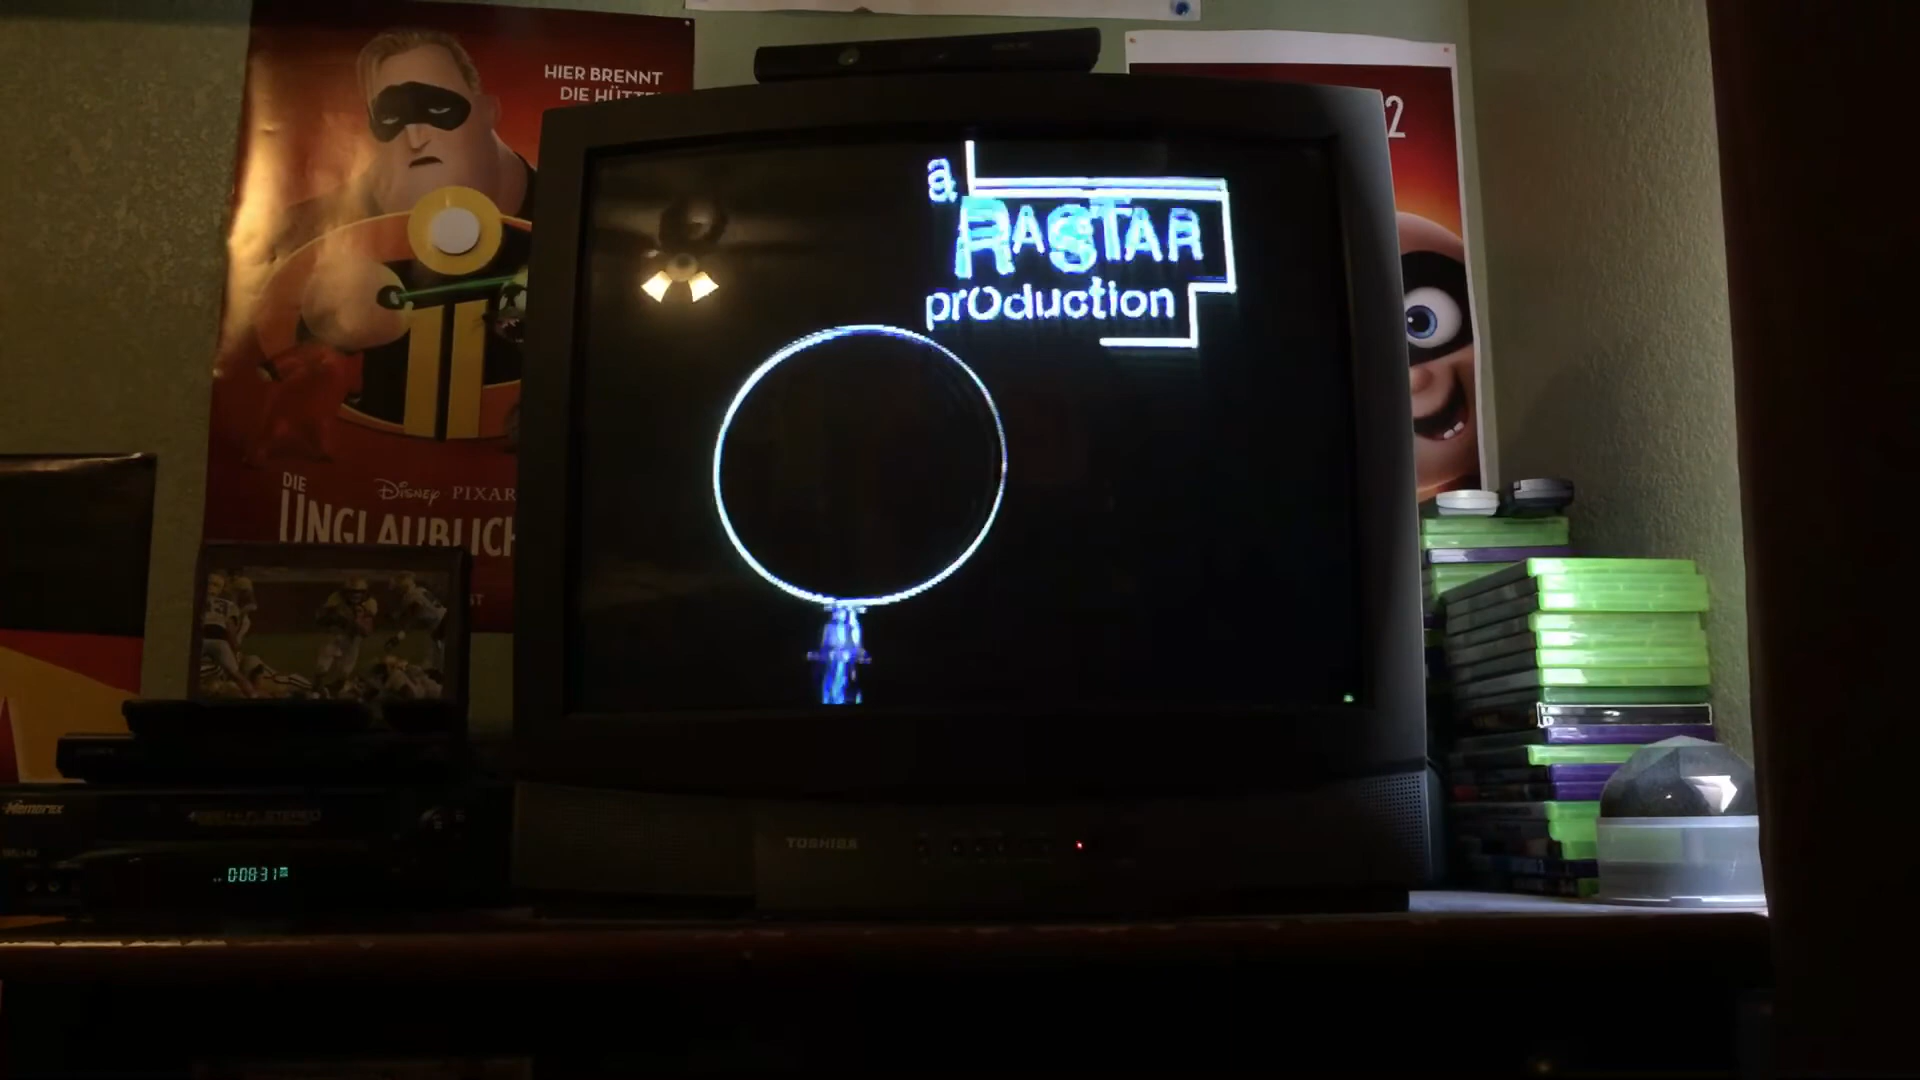 HIER BRENNT
DIE HÜTTE
2
a
RASTAR
prOduction
DIE
Disney · PIXAR
UNGLAUBLICH
TOSHIBA
Memorex
0:08:31